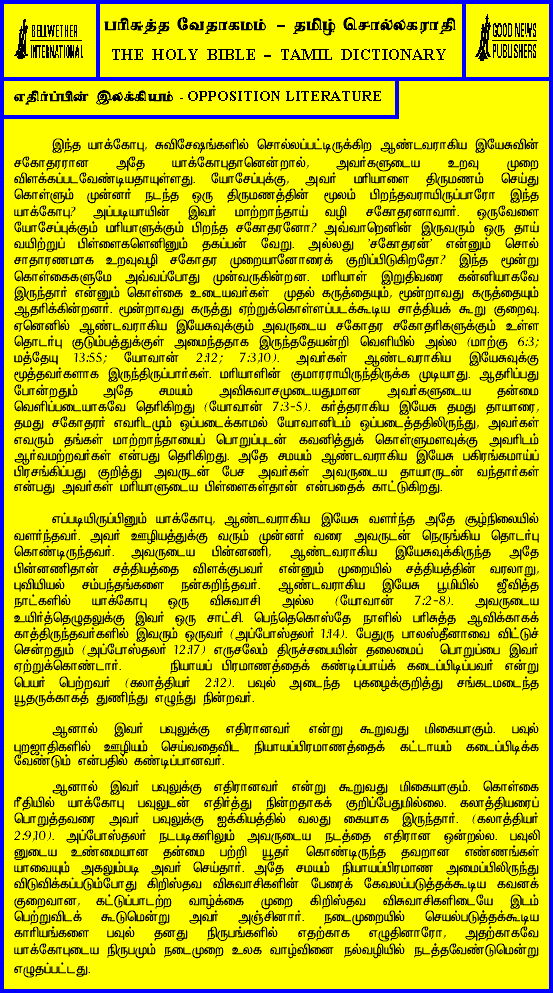 BELLWETHER
INTERNATIONAL
பரிசுத்த வேதாகமம் – தமிழ் சொல்லகராதி
THE HOLY BIBLE – TAMIL DICTIONARY
GOOD NEWS
PUBLISHERS
எதிர்ப்பின் இலக்கியம் - OPPOSITION LITERATURE
இந்த யாக்கோபு, சுவிசேஷங்களில் சொல்லப்பட்டிருக்கிற ஆண்டவராகிய இயேசுவின்
சகோதரரான அதே யாக்கோபுதானென்றால், அவர்களுடைய உறவு முறை
விளக்கப்படவேண்டியதாயுள்ளது. யோசேப்புக்கு, அவர் மரியாளை திருமணம் செய்து
கொள்ளும் முன்னர் நடந்த ஒரு திருமணத்தின் மூலம் பிறந்தவராயிருப்பாரோ இந்த
யாக்கோபு? அப்படியாயின் இவர் மாற்றாந்தாய் வழி சகோதரனாவார். ஒருவேளை
யோசேப்புக்கும் மரியாளுக்கும் பிறந்த சகோதரனோ? அவ்வாறெனின் இருவரும் ஒரு தாய்
வயிற்றுப் பிள்ளைகளெனினும் தகப்பன் வேறு. அல்லது 'சகோதரன்' என்னும் சொல்
சாதாரணமாக உறவுவழி சகோதர முறையானோரைக் குறிப்பிடுகிறதோ? இந்த மூன்று
கொள்கைகளுமே அவ்வப்போது முன்வருகின்றன. மரியாள் இறுதிவரை கன்னியாகவே
இருந்தார் என்னும் கொள்கை உடையவர்கள் முதல் கருத்தையும், மூன்றாவது கருத்தையும்
ஆதரிக்கின்றனர். மூன்றாவது கருத்து ஏற்றுக்கொள்ளப்படக்கூடிய சாத்தியக் கூறு குறைவு.
ஏனெனில் ஆண்டவராகிய இயேசுவுக்கும் அவருடைய சகோதர சகோதரிகளுக்கும் உள்ள
தொடர்பு குடும்பத்துக்குள் அமைந்ததாக இருந்ததேயன்றி வெளியில் அல்ல (மாற்கு 6:3;
மத்தேயு 13:55; யோவான் 2:12; 7:3,10). அவர்கள் ஆண்டவராகிய இயேசுவுக்கு
மூத்தவர்களாக இருந்திருப்பார்கள். மரியாளின் குமாரராயிருந்திருக்க முடியாது. ஆதரிப்பது
போன்றதும் அதே சமயம் அவிசுவாசமுடையதுமான அவர்களுடைய தன்மை
வெளிப்படையாகவே தெரிகிறது (யோவான் 7:3-5). கர்த்தராகிய இயேசு தமது தாயாரை,
தமது சகோதரர் எவரிடமும் ஒப்படைக்காமல் யோவானிடம் ஒப்படைத்ததிலிருந்து, அவர்கள்
எவரும் தங்கள் மாற்றாந்தாயைப் பொறுப்புடன் கவனித்துக் கொள்ளுமளவுக்கு அவரிடம்
ஆர்வமற்றவர்கள் என்பது தெரிகிறது. அதே சமயம் ஆண்டவராகிய இயேசு பகிரங்கமாய்ப்
பிரசங்கிப்பது குறித்து அவருடன் பேச அவர்கள் அவருடைய தாயாருடன் வந்தார்கள்
என்பது அவர்கள் மரியாளுடைய பிள்ளைகள்தான் என்பதைக் காட்டுகிறது.
எப்படியிருப்பினும் யாக்கோபு, ஆண்டவராகிய இயேசு வளர்ந்த அதே சூழ்நிலையில்
வளர்ந்தவர். அவர் ஊழியத்துக்கு வரும் முன்னர் வரை அவருடன் நெருங்கிய தொடர்பு
கொண்டிருந்தவர். அவருடைய பின்னணி, ஆண்டவராகிய இயேசுவுக்கிருந்த அதே
பின்னணிதான் சத்தியத்தை விளக்குபவர் என்னும் முறையில் சத்தியத்தின் வரலாறு,
புவியியல் சம்பந்தங்களை நன்கறிந்தவர். ஆண்டவராகிய இயேசு பூமியில் ஜீவித்த
நாட்களில் யாக்கோபு ஒரு விசுவாசி அல்ல (யோவான் 7:2-8). அவருடைய
உயிர்த்தெழுதலுக்கு இவர் ஒரு சாட்சி. பெந்தெகொஸ்தே நாளில் பரிசுத்த ஆவிக்காகக்
காத்திருந்தவர்களில் இவரும் ஒருவர் (அப்போஸ்தலர் 1:14). பேதுரு பாலஸ்தீனாவை விட்டுச்
சென்றதும் (அப்போஸ்தலர் 12:17) எருசலேம் திருச்சபையின் தலைமைப் பொறுப்பை இவர்
ஏற்றுக்கொண்டார். நியாயப் பிரமாணத்தைக் கண்டிப்பாய்க் கடைப்பிடிப்பவர் என்று
பெயர் பெற்றவர் (கலாத்தியர் 2:12). பவுல் அடைந்த புகழைக்குறித்து சங்கடமடைந்த
யூதருக்காகத் துணிந்து எழுந்து நின்றவர்.
ஆனால் இவர் பவுலுக்கு எதிரானவர் என்று கூறுவது மிகையாகும். பவுல்
புறஜாதிகளில் ஊழியம் செய்வதைவிட நியாயப்பிரமாணத்தைக் கட்டாயம் கடைப்பிடிக்க
வேண்டும் என்பதில் கண்டிப்பானவர்.
ஆனால் இவர் பவுலுக்கு எதிரானவர் என்று கூறுவது மிகையாகும். கொள்கை
ரீதியில் யாக்கோபு பவுலுடன் எதிர்த்து நின்றதாகக் குறிப்பேதுமில்லை. கலாத்தியரைப்
பொறுத்தவரை அவர் பவுலுக்கு ஐக்கியத்தில் வலது கையாக இருந்தார். (கலாத்தியர்
2:9,10). அப்போஸ்தலர் நடபடிகளிலும் அவருடைய நடத்தை எதிரான ஒன்றல்ல. பவுலி
னுடைய உண்மையான தன்மை பற்றி யூதர் கொண்டிருந்த தவறான எண்ணங்கள்
யாவையும் அகலும்படி அவர் செய்தார். அதே சமயம் நியாயப்பிரமாண அமைப்பிலிருந்து
விடுவிக்கப்படும்போது கிறிஸ்தவ விசுவாசிகளின் பேரைக் கேவலப்படுத்தக்கூடிய கவனக்
குறைவான, கட்டுப்பாடற்ற வாழ்க்கை முறை கிறிஸ்தவ விசுவாசிகளிடையே இடம்
பெற்றுவிடக் கூடுமென்று அவர் அஞ்சினார். நடைமுறையில் செயல்படுத்தக்கூடிய
காரியங்களை பவுல் தனது நிருபங்களில் எதற்காக எழுதினாரோ, அதற்காகவே
யாக்கோபுடைய நிருபமும் நடைமுறை உலக வாழ்வினை நல்வழியில் நடத்தவேண்டுமென்று
எழுதப்பட்டது.